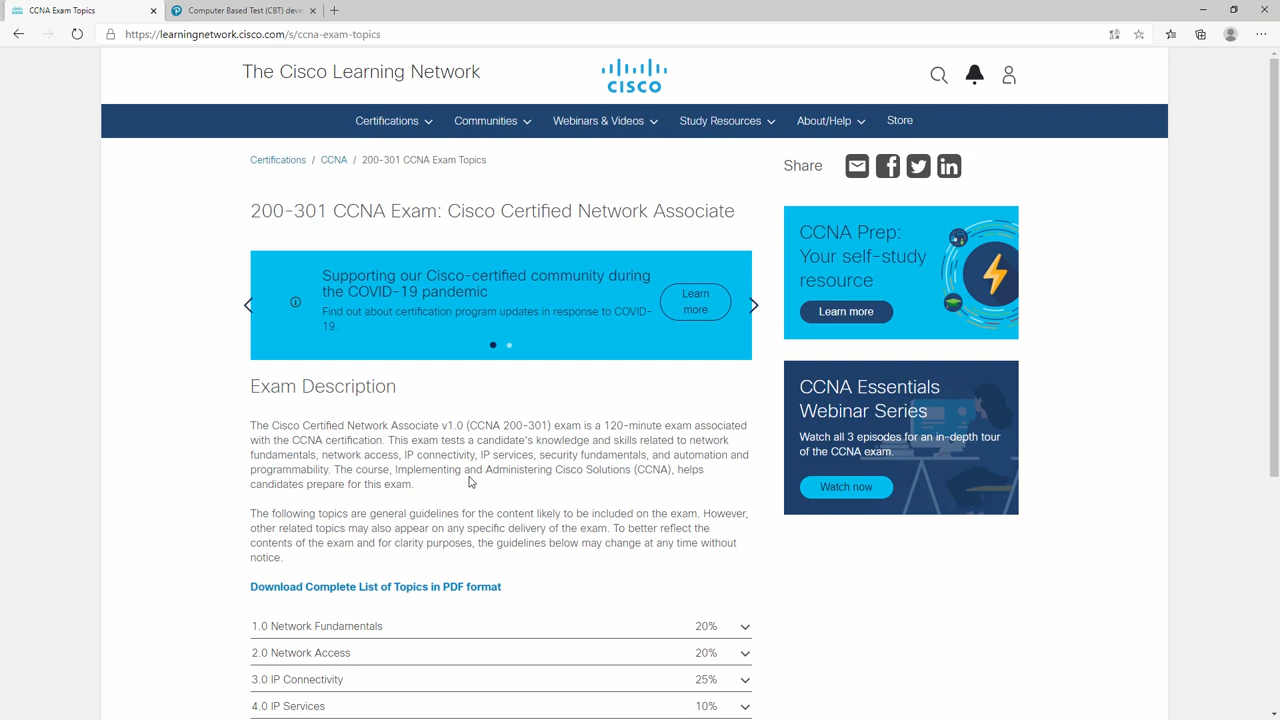 CCNA Exam Topics
Computer Based Test (CBT) deve
https://learningnetwork.cisco.com/s/ccna-exam-topics
The Cisco Learning Network
CISCO
Certifications
Communities
Webinars & Videos
Study Resources
About/Help
Store
Certifications / CCNA / 200-301 CCNA Exam Topics
Share
200-301 CCNA Exam: Cisco Certified Network Associate
Supporting our Cisco-certified community during
the COVID-19 pandemic
Find out about certification program updates in response to COVID-
19.
Learn
more
CCNA Prep:
Your self-study
resource
Learn more
CCNA Essentials
Webinar Series
Watch all 3 episodes for an in-depth tour
of the CCNA exam.
Watch now
Exam Description
The Cisco Certified Network Associate v1.0 (CCNA 200-301) exam is a 120-minute exam associated
with the CCNA certification. This exam tests a candidate's knowledge and skills related to network
fundamentals, network access, IP connectivity, IP services, security fundamentals, and automation and
programmability. The course, Implementing and Administering Cisco Solutions (CCNA), helps
candidates prepare for this exam.
The following topics are general guidelines for the content likely to be included on the exam. However,
other related topics may also appear on any specific delivery of the exam. To better reflect the
contents of the exam and for clarity purposes, the guidelines below may change at any time without
notice.
Download Complete List of Topics in PDF format
1.0 Network Fundamentals 20%
2.0 Network Access 20%
3.0 IP Connectivity 25%
4.0 IP Services 10%